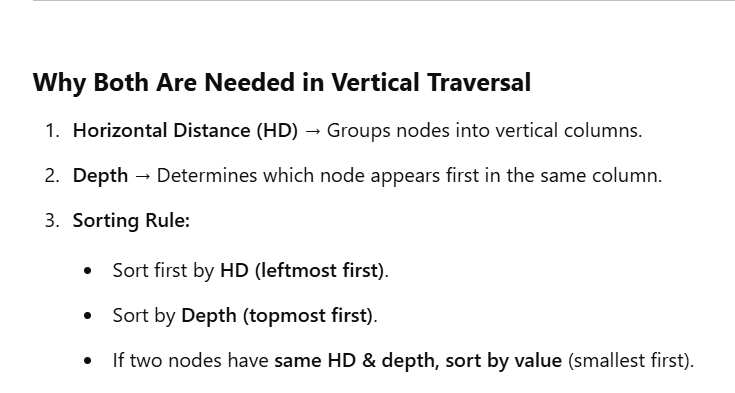 Why Both Are Needed in Vertical Traversal
1. Horizontal Distance (HD) → Groups nodes into vertical columns.
2. Depth → Determines which node appears first in the same column.
3. Sorting Rule:
• Sort first by HD (leftmost first).
• Sort by Depth (topmost first).
• If two nodes have same HD & depth, sort by value (smallest first).